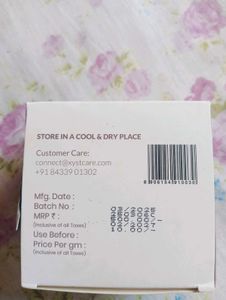 STORE IN A COOL & DRY PLACE
Customer Care:
connect@xystcare.com
+91 84339 01302
Mfg. Date :
Batch No :
MRP ₹ :
(Inclusive of all Taxes)
Use Before :
Price Per gm :
(Inclusive of all Taxes)